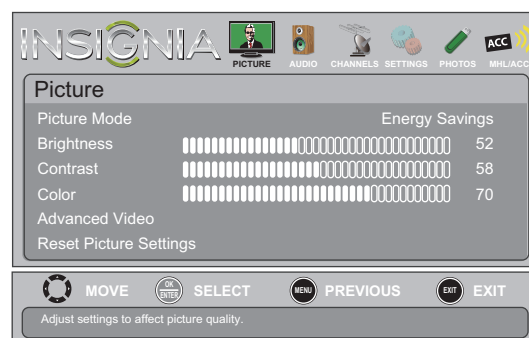 INSIGNIA
PICTURE AUDIO CHANNELS SETTINGS PHOTOS MHL/ACC
ACC
Picture
Picture Mode Energy Savings
Brightness 52
Contrast 58
Color 70
Advanced Video
Reset Picture Settings
MOVE OK ENTER SELECT MENU PREVIOUS EXIT EXIT
Adjust settings to affect picture quality.